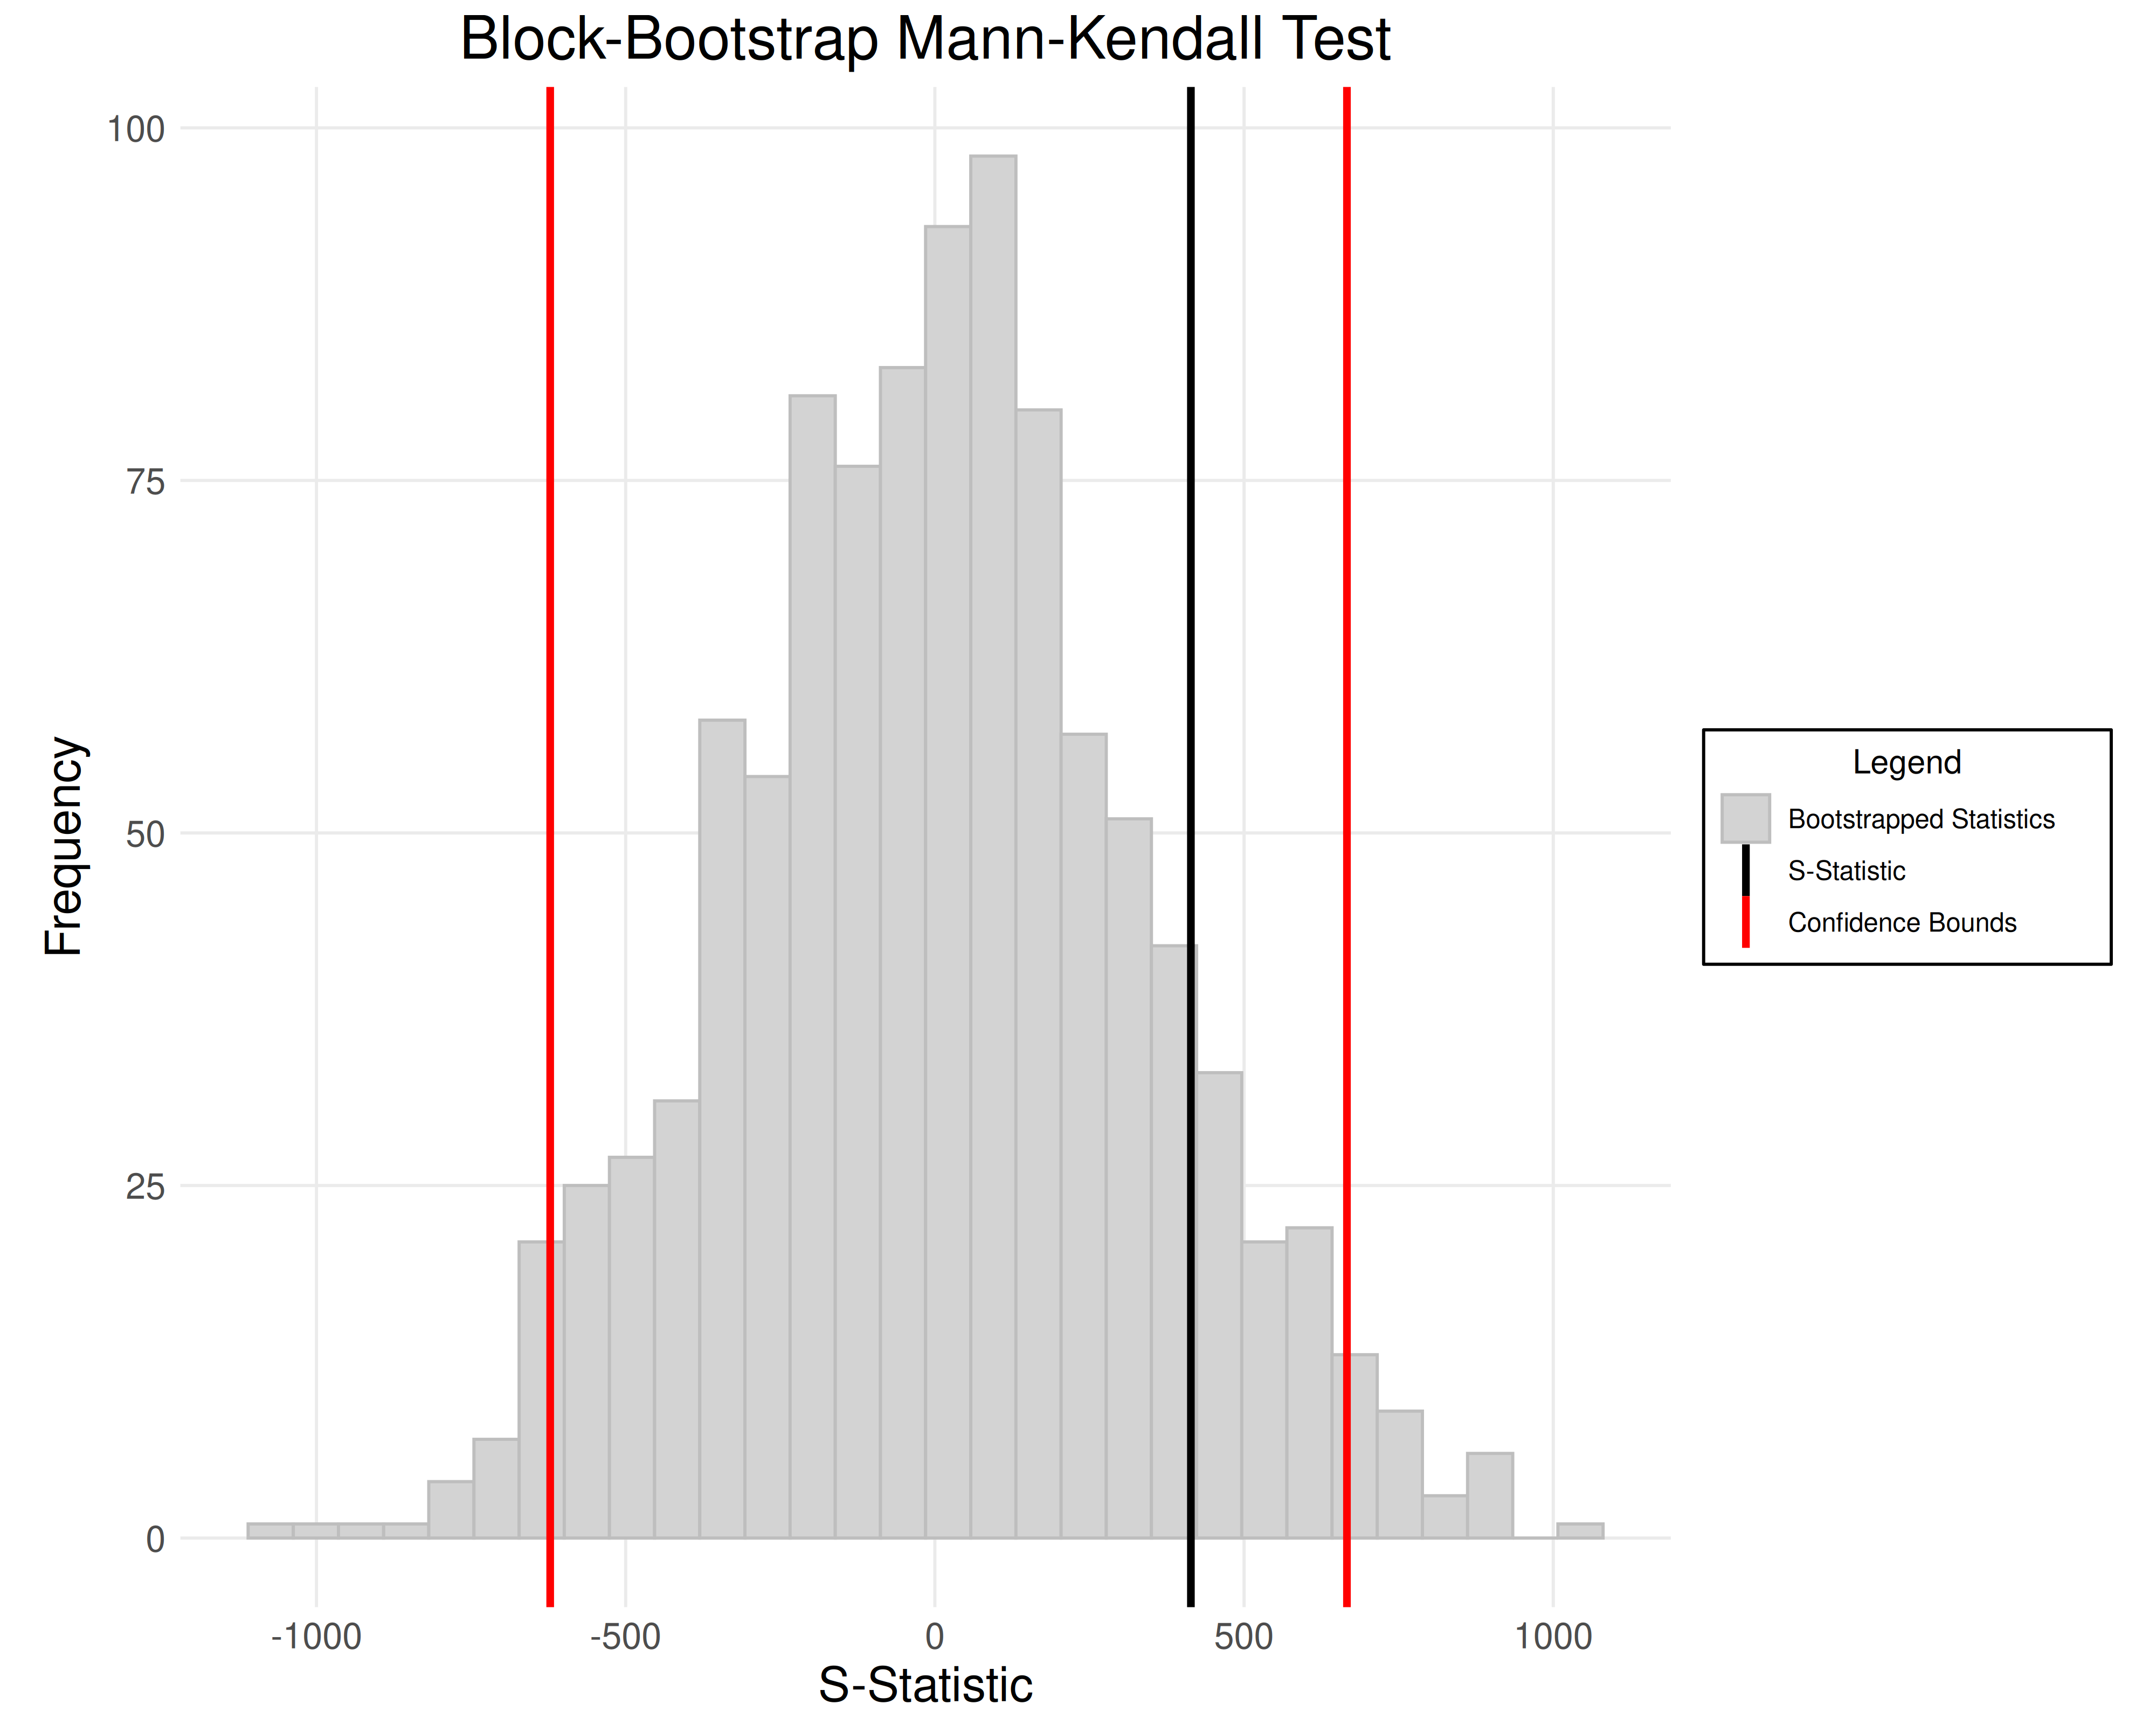 Block-Bootstrap Mann-Kendall Test
100
75
50
25
0
Frequency
-1000
-500
0
500
1000
S-Statistic
Legend
Bootstrapped Statistics
S-Statistic
Confidence Bounds